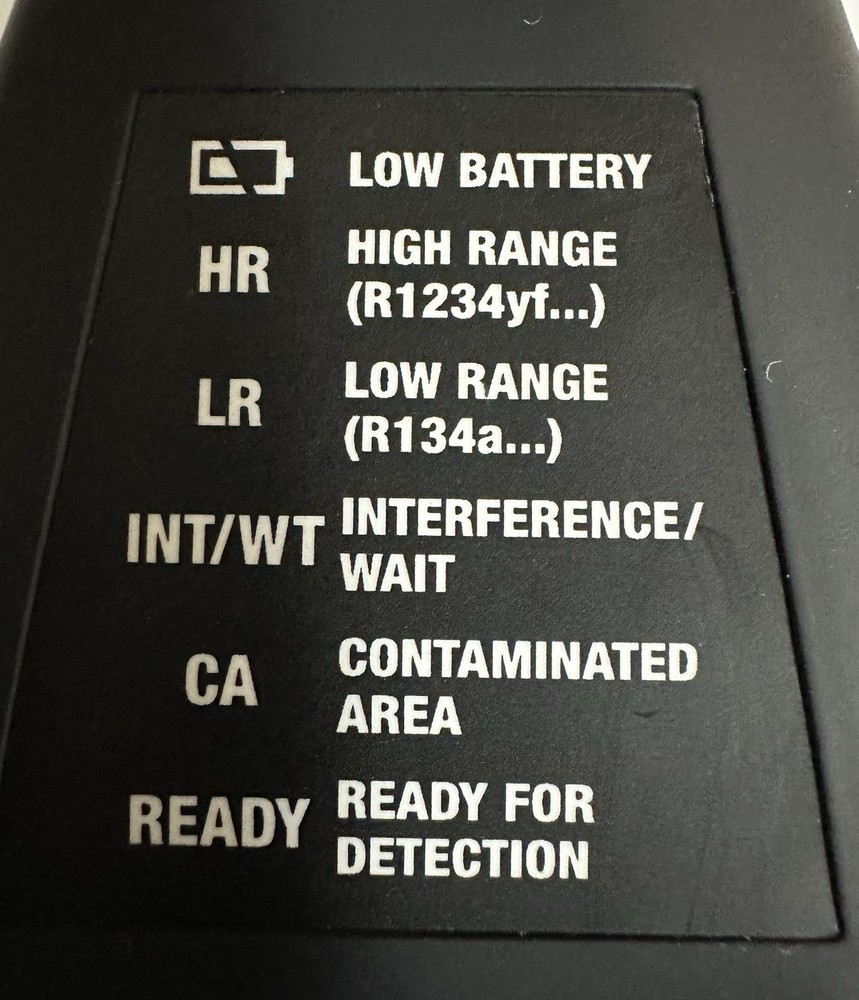 LOW BATTERY
HR HIGH RANGE
(R1234yf...)
LR LOW RANGE
(R134a...)
INT/WT INTERFERENCE/
WAIT
CA CONTAMINATED
AREA
READY READY FOR
DETECTION